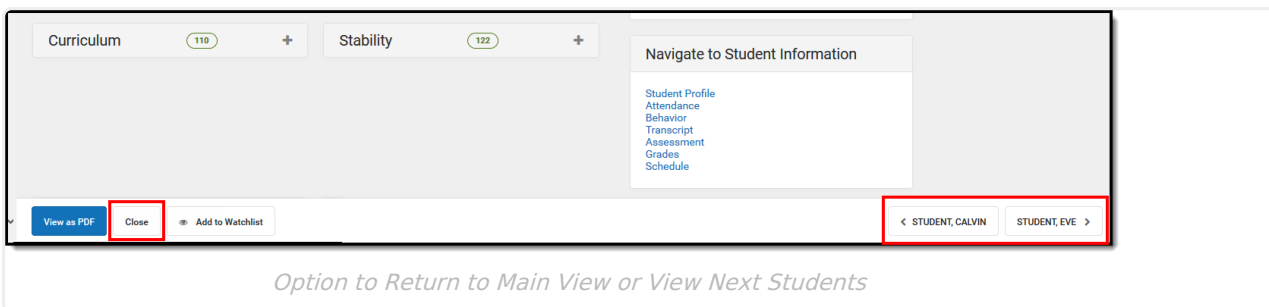 Curriculum 110 +
Stability 122 +
Navigate to Student Information
Student Profile
Attendance
Behavior
Transcript
Assessment
Grades
Schedule
View as PDF Close Add to Watchlist < STUDENT, CALVIN STUDENT, EVE >
Option to Return to Main View or View Next Students